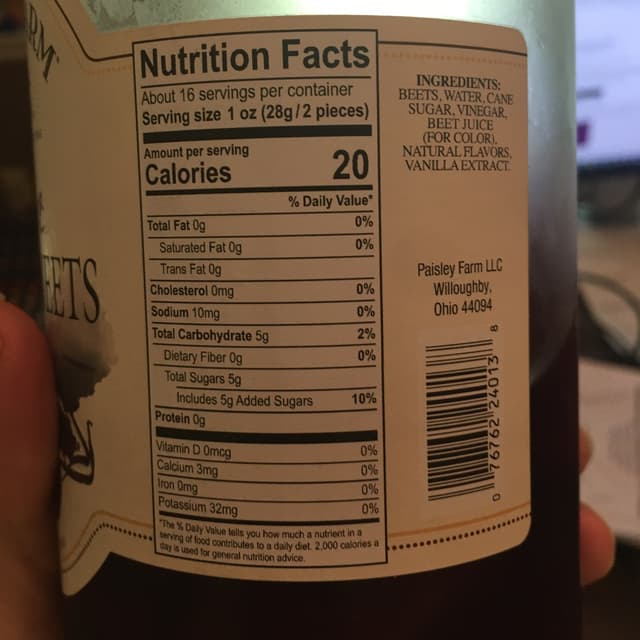 RM
EETS
Nutrition Facts
About 16 servings per container
Serving size 1 oz (28g/2 pieces)
Amount per serving
Calories 20
% Daily Value*
Total Fat 0g 0%
Saturated Fat 0g 0%
Trans Fat 0g
Cholesterol 0mg 0%
Sodium 10mg 0%
Total Carbohydrate 5g 2%
Dietary Fiber 0g 0%
Total Sugars 5g
Includes 5g Added Sugars 10%
Protein 0g
Vitamin D 0mcg 0%
Calcium 3mg 0%
Iron 0mg 0%
Potassium 32mg 0%
*The % Daily Value tells you how much a nutrient in a
serving of food contributes to a daily diet. 2,000 calories a
day is used for general nutrition advice.
INGREDIENTS:
BEETS, WATER, CANE
SUGAR, VINEGAR,
BEET JUICE
(FOR COLOR),
NATURAL FLAVORS,
VANILLA EXTRACT.
Paisley Farm LLC
Willoughby,
Ohio 44094
0 76762 24013 8